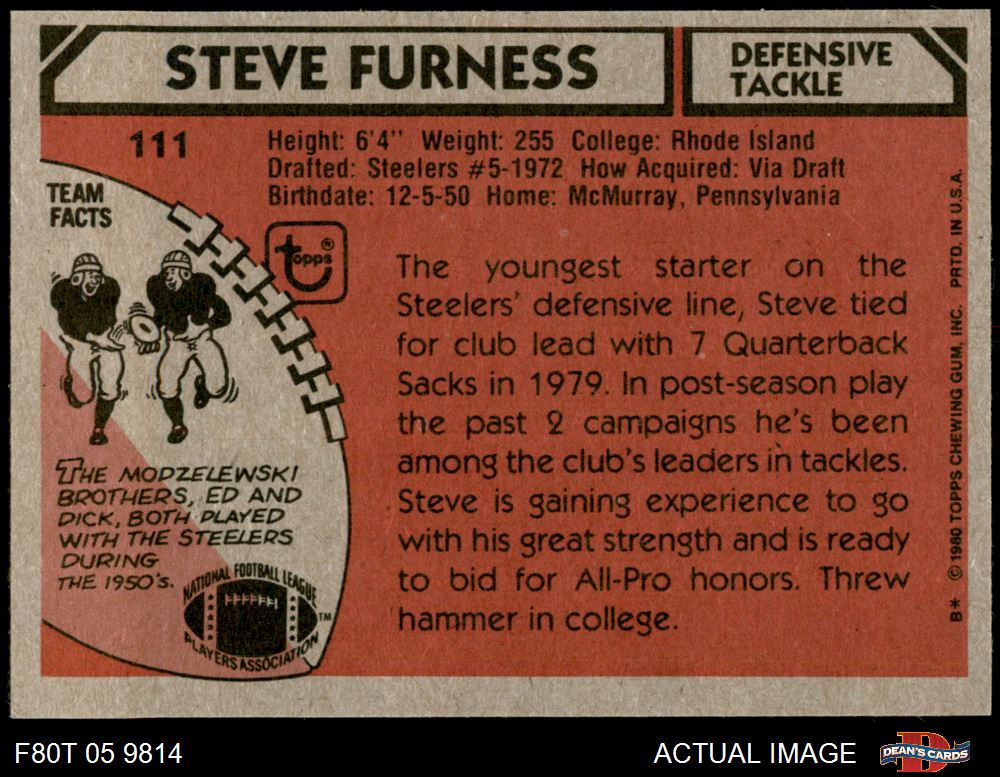 STEVE FURNESS
DEFENSIVE
TACKLE
111
Height: 6'4" Weight: 255 College: Rhode Island
Drafted: Steelers #5-1972 How Acquired: Via Draft
Birthdate: 12-5-50 Home: McMurray, Pennsylvania
TEAM
FACTS
topps®
The youngest starter on the
Steelers' defensive line, Steve tied
for club lead with 7 Quarterback
Sacks in 1979. In post-season play
the past 2 campaigns he's been
among the club's leaders in tackles.
Steve is gaining experience to go
with his great strength and is ready
to bid for All-Pro honors. Threw
hammer in college.
THE MODZELEWSKI
BROTHERS, ED AND
DICK, BOTH PLAYED
WITH THE STEELERS
DURING
THE 1950'S.
NATIONAL FOOTBALL LEAGUE
PLAYERS ASSOCIATION
TM
B* © 1980 TOPPS CHEWING GUM, INC. PRTD. IN U.S.A.
F80T 05 9814
ACTUAL IMAGE
DEAN'S CARDS